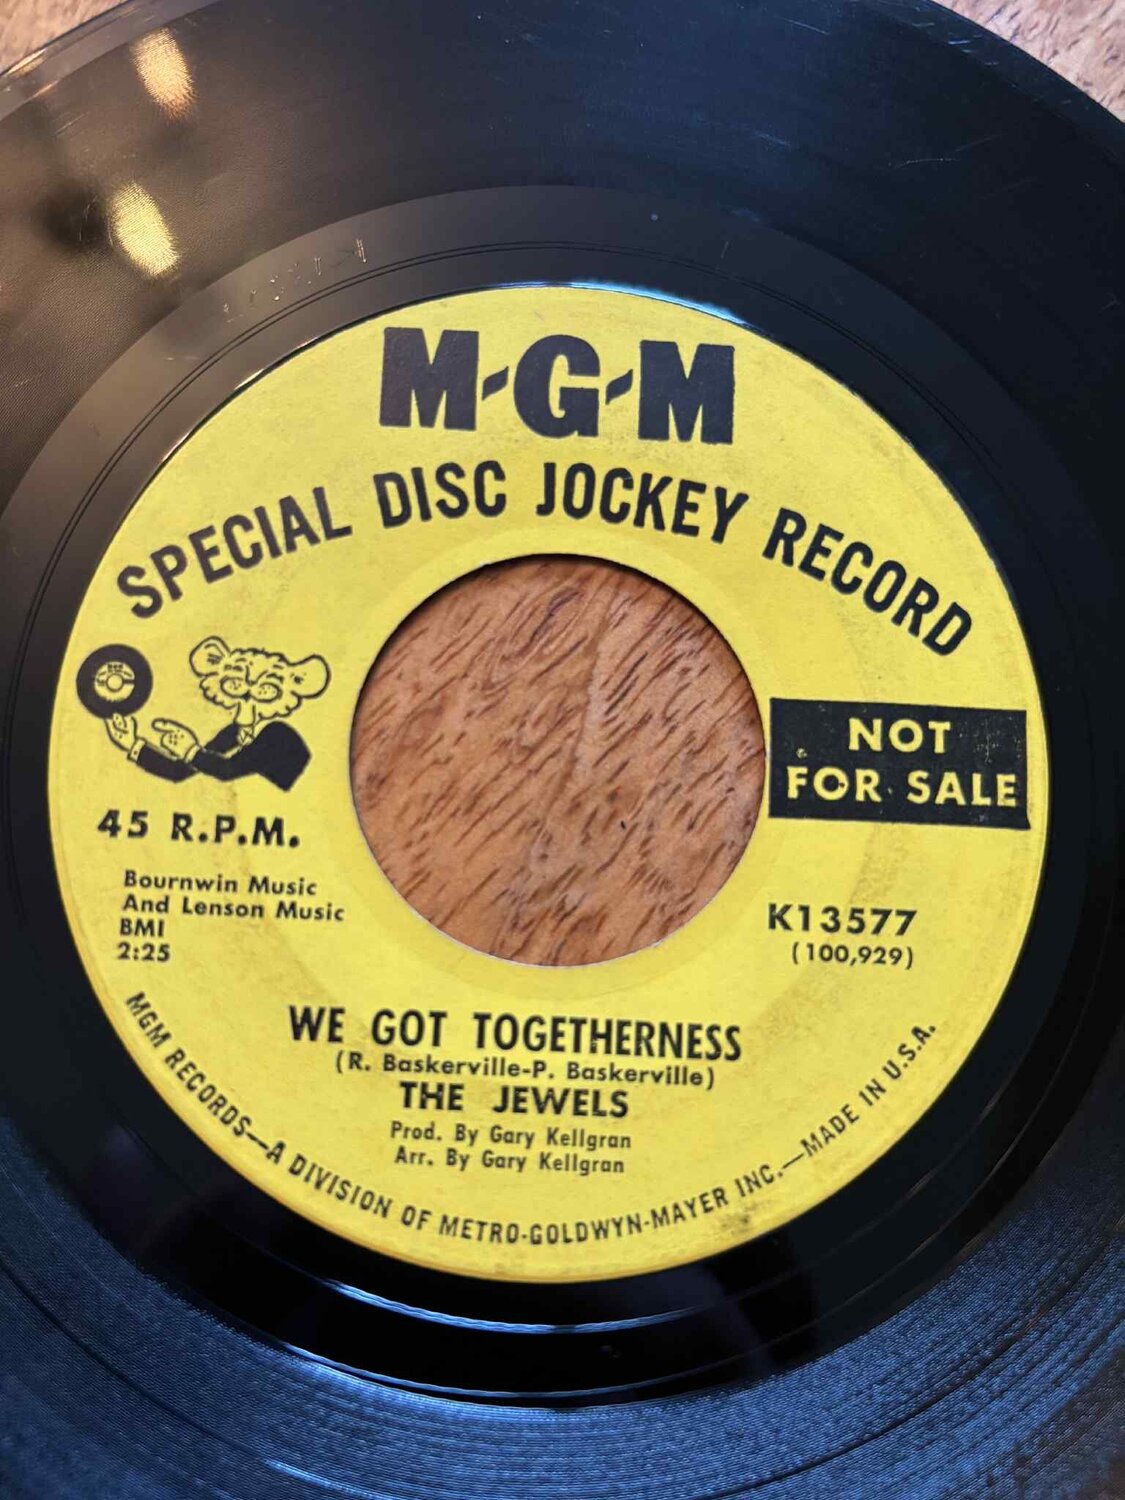 M-G-M
SPECIAL DISC JOCKEY RECORD
NOT
FOR SALE
45 R.P.M.
Bournwin Music
And Lenson Music
BMI
2:25
K13577
(100,929)
WE GOT TOGETHERNESS
(R. Baskerville-P. Baskerville)
THE JEWELS
Prod. By Gary Kellgran
Arr. By Gary Kellgran
MGM RECORDS—A DIVISION OF METRO-GOLDWYN-MAYER INC.—MADE IN U.S.A.